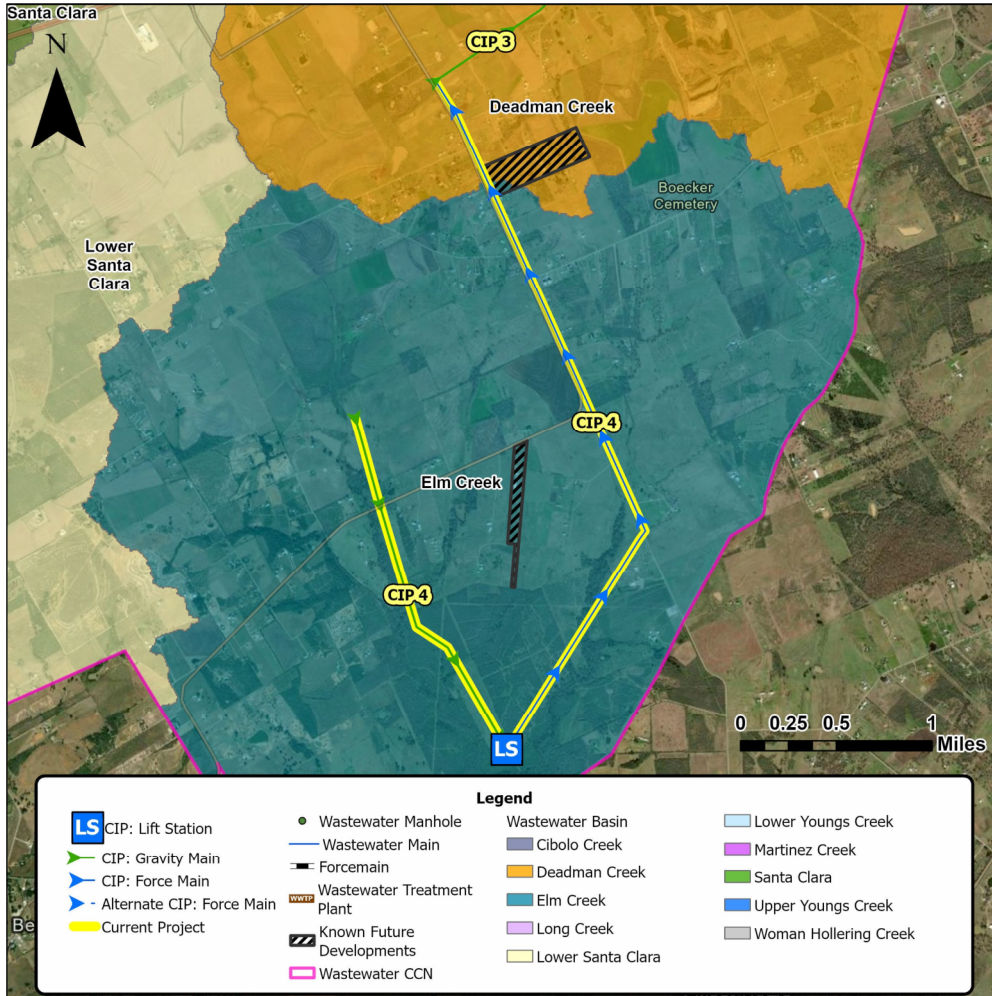 Santa Clara
N
CIP 3
Deadman Creek
Boecker
Cemetery
Lower
Santa
Clara
CIP 4
Elm Creek
CIP 4
LS
0 0.25 0.5 1
Miles
Legend
LS CIP: Lift Station
CIP: Gravity Main
CIP: Force Main
Alternate CIP: Force Main
Current Project
Wastewater Manhole
Wastewater Main
Forcemain
WWTP Wastewater Treatment
Plant
Known Future
Developments
Wastewater CCN
Wastewater Basin
Cibolo Creek
Deadman Creek
Elm Creek
Long Creek
Lower Santa Clara
Lower Youngs Creek
Martinez Creek
Santa Clara
Upper Youngs Creek
Woman Hollering Creek
Be